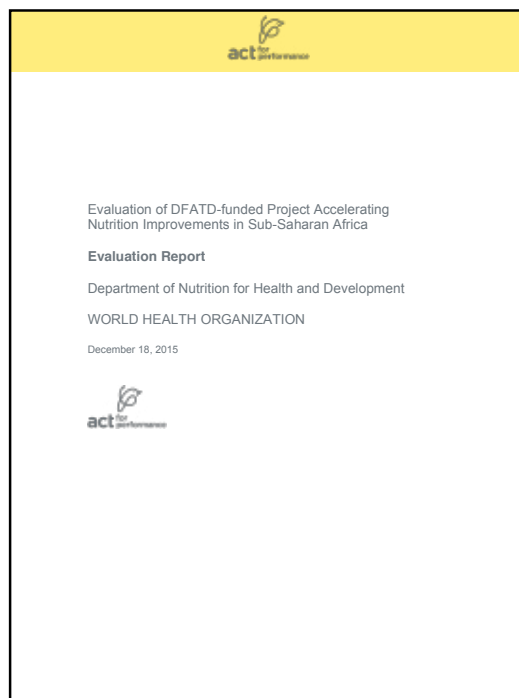 act for performance
Evaluation of DFATD-funded Project Accelerating
Nutrition Improvements in Sub-Saharan Africa
Evaluation Report
Department of Nutrition for Health and Development
WORLD HEALTH ORGANIZATION
December 18, 2015
act for performance